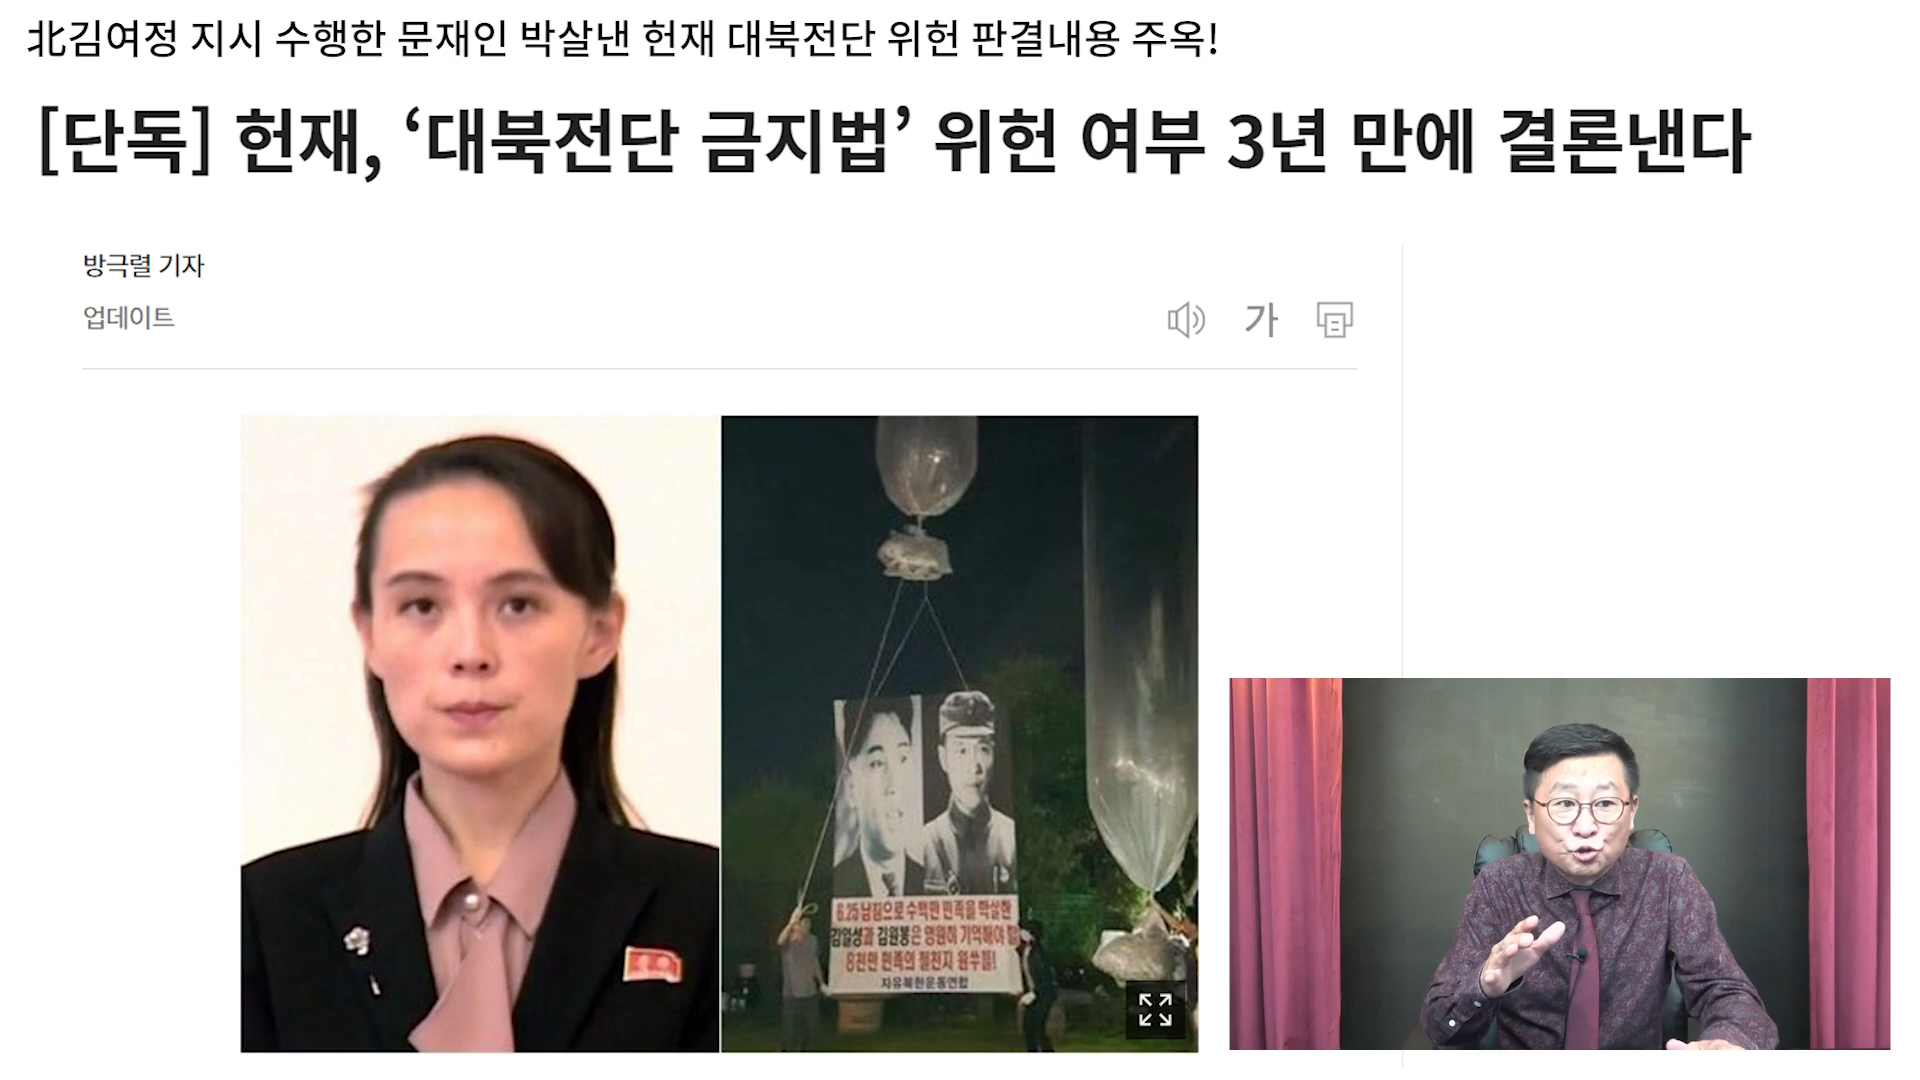 北김여정 지시 수행한 문재인 박살낸 헌재 대북전단 위헌 판결내용 주옥!
[단독] 헌재, ‘대북전단 금지법’ 위헌 여부 3년 만에 결론낸다
방극렬 기자
업데이트
가
6.25남침으로 수백만 민족을 학살한
김일성과 김원봉은 영원히 기억해야 할
8천만 민족의 철천지 원쑤들!
자유북한운동연합